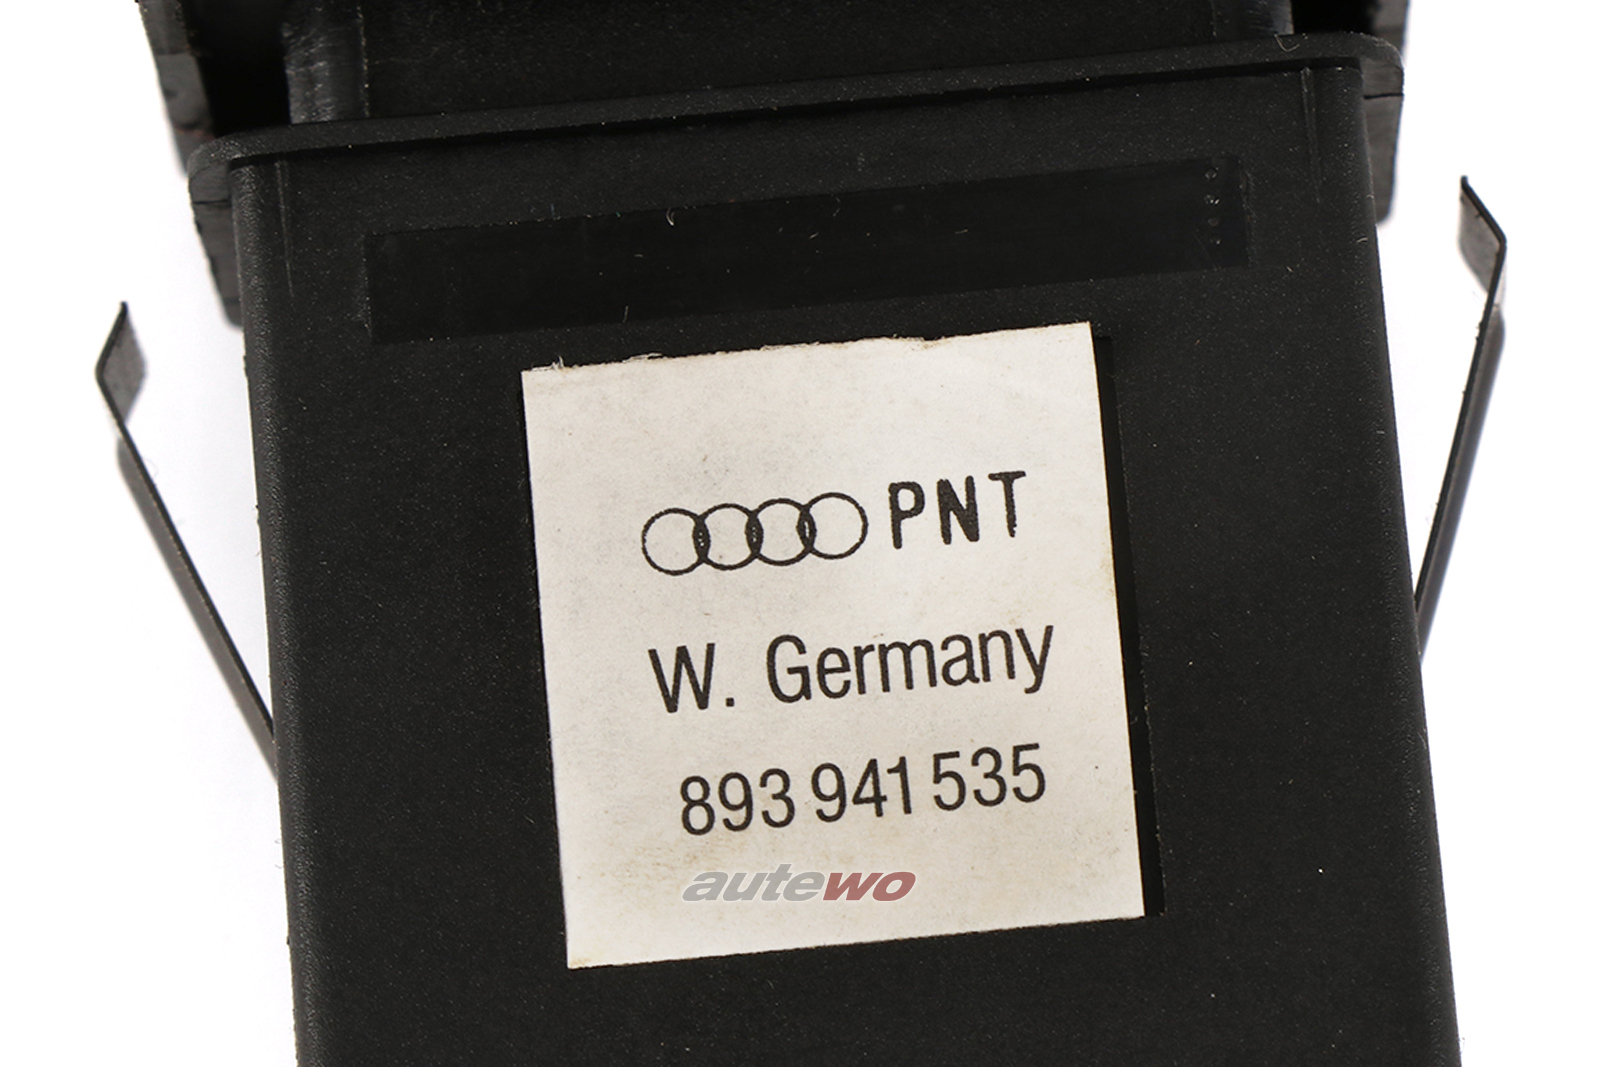 PNT
W. Germany
893 941 535
autewo